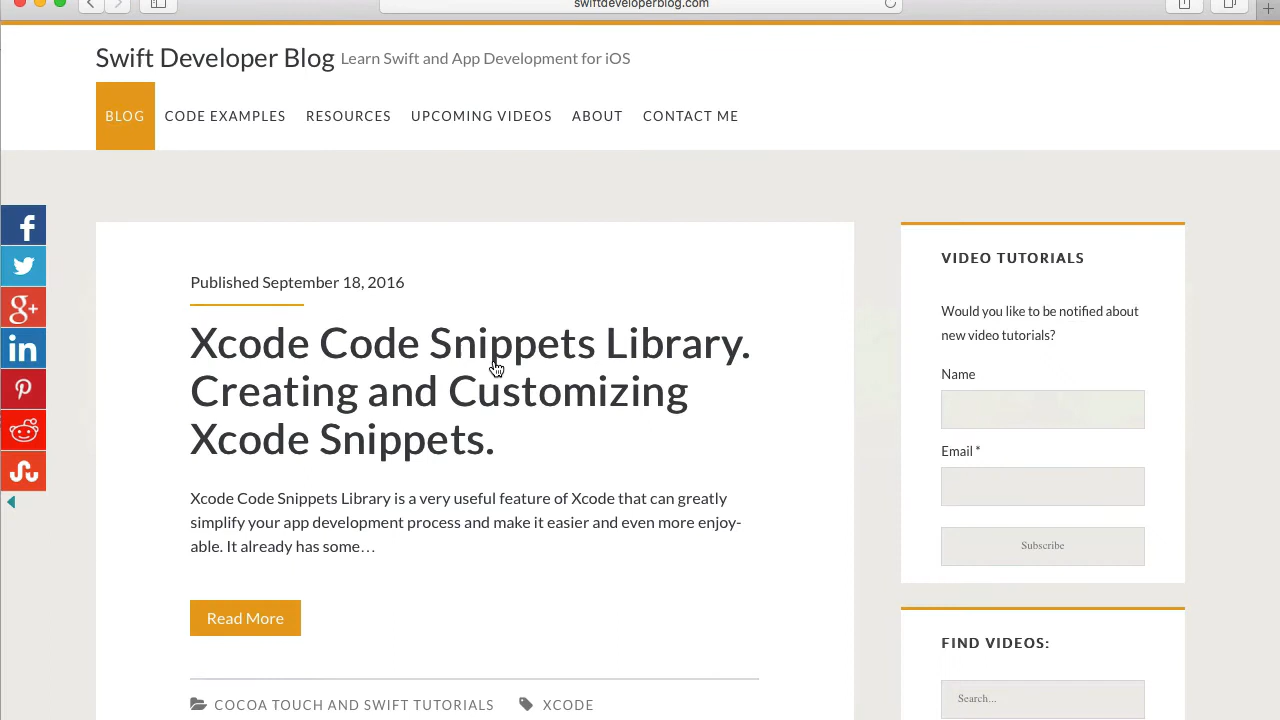 swiftdeveloperblog.com
Swift Developer Blog Learn Swift and App Development for iOS
BLOG CODE EXAMPLES RESOURCES UPCOMING VIDEOS ABOUT CONTACT ME
Published September 18, 2016
Xcode Code Snippets Library.
Creating and Customizing
Xcode Snippets.
Xcode Code Snippets Library is a very useful feature of Xcode that can greatly
simplify your app development process and make it easier and even more enjoy-
able. It already has some…
Read More
COCOA TOUCH AND SWIFT TUTORIALS XCODE
VIDEO TUTORIALS
Would you like to be notified about
new video tutorials?
Name
Email *
Subscribe
FIND VIDEOS:
Search...